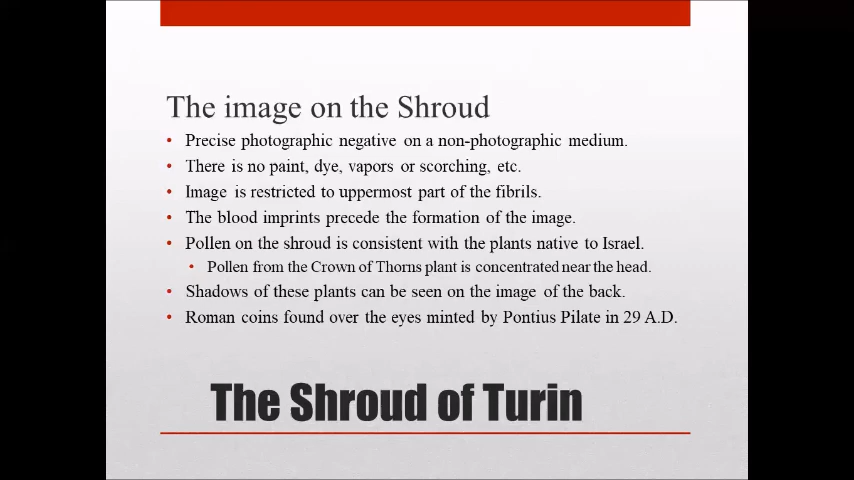 The image on the Shroud
• Precise photographic negative on a non-photographic medium.
• There is no paint, dye, vapors or scorching, etc.
• Image is restricted to uppermost part of the fibrils.
• The blood imprints precede the formation of the image.
• Pollen on the shroud is consistent with the plants native to Israel.
• Pollen from the Crown of Thorns plant is concentrated near the head.
• Shadows of these plants can be seen on the image of the back.
• Roman coins found over the eyes minted by Pontius Pilate in 29 A.D.
The Shroud of Turin